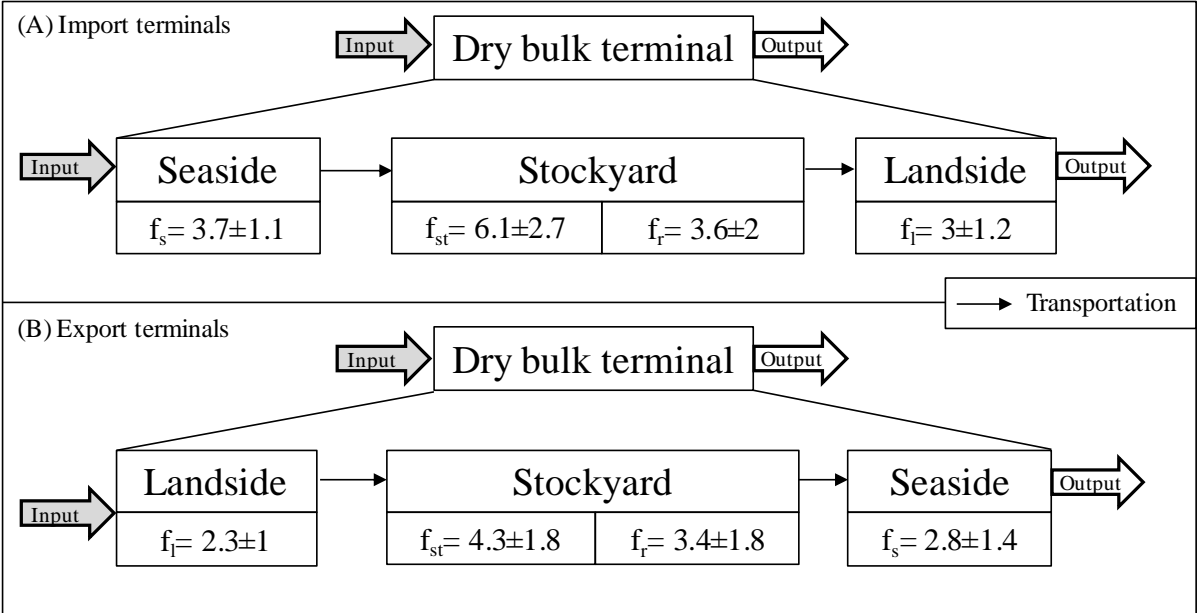 (A) Import terminals
Input
Dry bulk terminal
Output
Input
Seaside
Stockyard
Landside
Output
fₛ= 3.7±1.1
fₛₜ= 6.1±2.7
fᵣ= 3.6±2
fₗ= 3±1.2
Transportation
(B) Export terminals
Input
Dry bulk terminal
Output
Input
Landside
Stockyard
Seaside
Output
fₗ= 2.3±1
fₛₜ= 4.3±1.8
fᵣ= 3.4±1.8
fₛ= 2.8±1.4